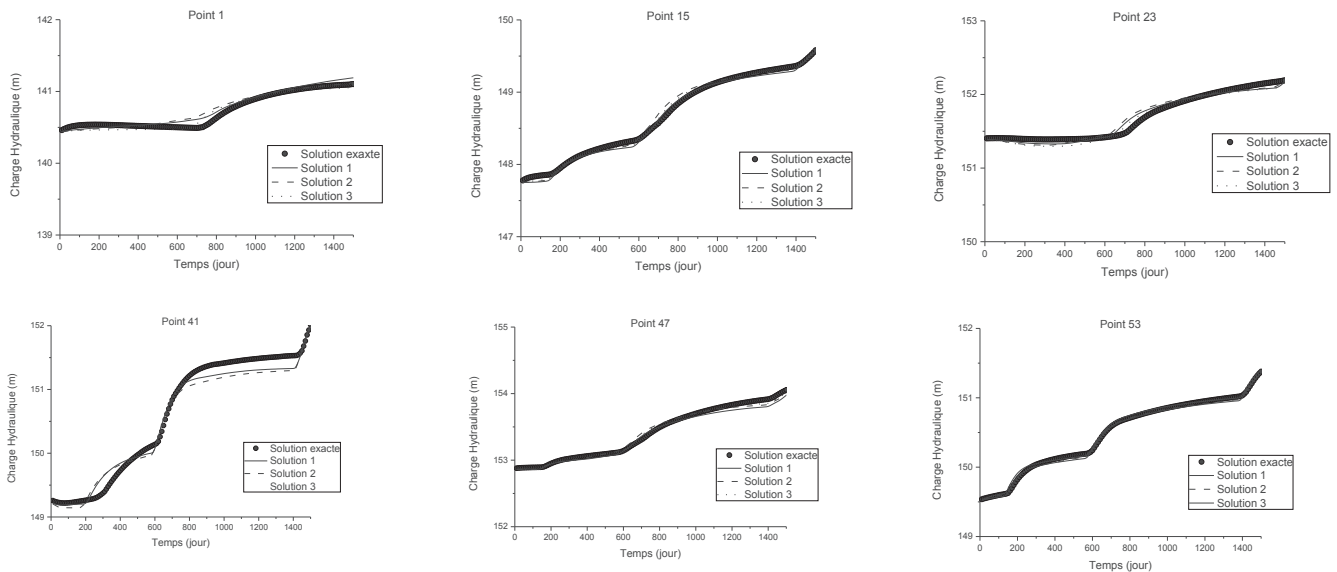 Point 1
Charge Hydraulique (m)
142
141
140
139
0 200 400 600 800 1000 1200 1400
Temps (jour)
Solution exaxte
Solution 1
Solution 2
Solution 3
Point 15
Charge Hydraulique (m)
150
149
148
147
0 200 400 600 800 1000 1200 1400
Temps (jour)
Solution exacte
Solution 1
Solution 2
Solution 3
Point 23
Charge Hydraulique (m)
153
152
151
150
0 200 400 600 800 1000 1200 1400
Temps (jour)
Solution exacte
Solution 1
Solution 2
Solution 3
Point 41
Charge Hydraulique (m)
152
151
150
149
0 200 400 600 800 1000 1200 1400
Temps (jour)
Solution exacte
Solution 1
Solution 2
Solution 3
Point 47
Charge Hydraulique (m)
155
154
153
152
0 200 400 600 800 1000 1200 1400
Temps (jour)
Solution exacte
Solution 1
Solution 2
Solution 3
Point 53
Charge Hydraulique (m)
152
151
150
149
0 200 400 600 800 1000 1200 1400
Temps (jour)
Solution exacte
Solution 1
Solution 2
Solution 3